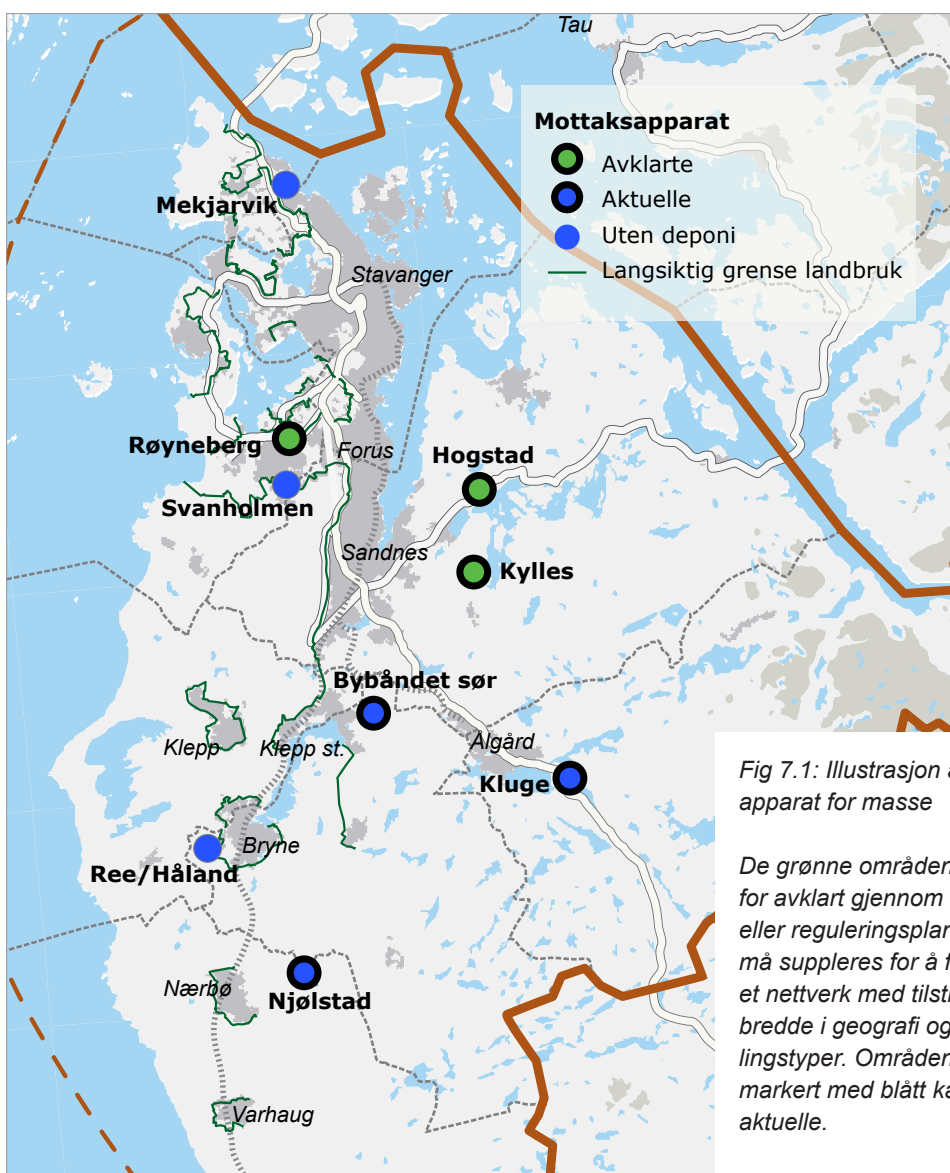 Tau
Mottaksapparat
Avklarte
Aktuelle
Uten deponi
Langsiktig grense landbruk
Mekjarvik
Stavanger
Røyneberg
Forus
Hogstad
Svanholmen
Sandnes
Kylles
Bybåndet sør
Klepp
Klepp st.
Ålgård
Kluge
Bryne
Ree/Håland
Nærbø
Njølstad
Varhaug
Fig 7.1: Illustrasjon a
apparat for masse
De grønne områden
for avklart gjennom
eller reguleringsplan
må suppleres for å f
et nettverk med tilst
bredde i geografi og
lingstyper. Områden
markert med blått ka
aktuelle.